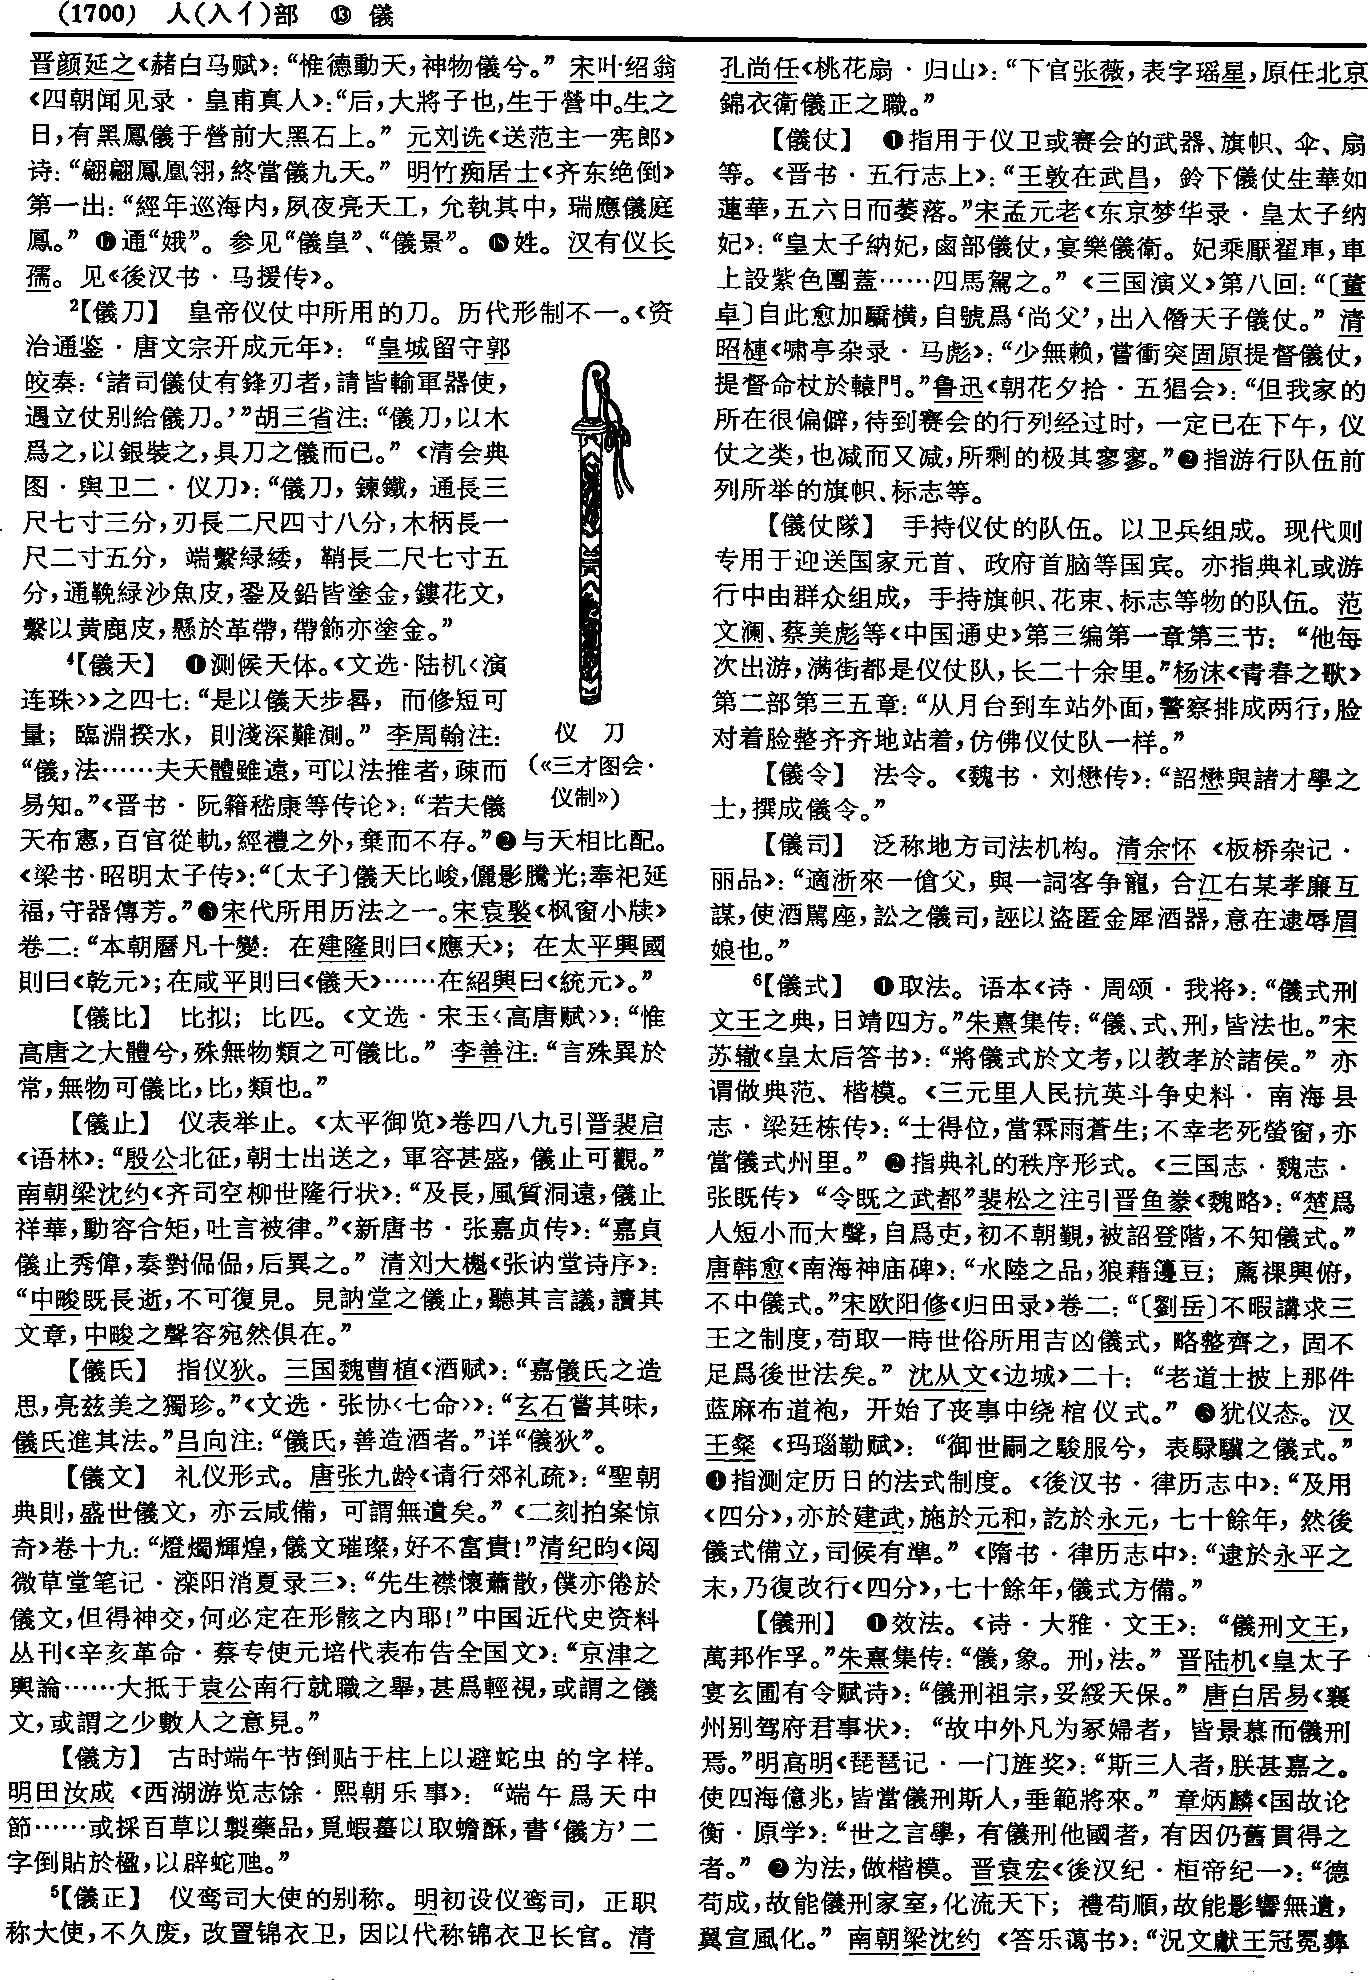 (1700) 人(入亻)部 ⓭ 儀
晋颜延之《赭白马赋》：“惟德動天，神物儀兮。” 宋叶绍翁
《四朝闻见录·皇甫真人》：“后，大將子也，生于營中。生之
日，有黑鳳儀于營前大黑石上。” 元刘诜《送范主一宪郎》
诗：“翩翩鳳凰翎，終當儀九天。” 明竹痴居士《齐东绝倒》
第一出：“經年巡海内，夙夜亮天工，允執其中，瑞應儀庭
鳳。” ⓱通“娥”。参见“儀皇”、“儀景”。⓲姓。汉有仪长
孺。见《後汉书·马援传》。
²【儀刀】 皇帝仪仗中所用的刀。历代形制不一。《资
治通鉴·唐文宗开成元年》：“皇城留守郭
皎奏：‘諸司儀仗有鋒刃者，請皆輸軍器使，
遇立仗别給儀刀。’”胡三省注：“儀刀，以木
爲之，以銀裝之，具刀之儀而已。” 《清会典
图·舆卫二·仪刀》：“儀刀，鍊鐵，通長三
尺七寸三分，刃長二尺四寸八分，木柄長一
尺二寸五分，端繫緑緌，鞘長二尺七寸五
分，通鞔緑沙魚皮，銎及鉛皆塗金，鏤花文，
繫以黄鹿皮，懸於革帶，帶飾亦塗金。”
⁴【儀天】 ❶测候天体。《文选·陆机〈演
连珠〉》之四七：“是以儀天步晷，而修短可
量；臨淵揆水，則淺深難測。” 李周翰注：
“儀，法……夫天體雖遠，可以法推者，疎而
易知。”《晋书·阮籍嵇康等传论》：“若夫儀
仪 刀
（《三才图会·
仪制》）
天布憲，百官從軌，經禮之外，棄而不存。”❷与天相比配。
《梁书·昭明太子传》：“〔太子〕儀天比峻，儷影騰光；奉祀延
福，守器傳芳。”❸宋代所用历法之一。宋袁褧《枫窗小牍》
卷二：“本朝曆凡十變：在建隆則曰《應天》；在太平興國
則曰《乾元》；在咸平則曰《儀天》……在紹興曰《統元》。”
【儀比】 比拟；比匹。《文选·宋玉〈高唐赋〉》：“惟
高唐之大體兮，殊無物類之可儀比。” 李善注：“言殊異於
常，無物可儀比，比，類也。”
【儀止】 仪表举止。《太平御览》卷四八九引晋裴启
《语林》：“殷公北征，朝士出送之，軍容甚盛，儀止可觀。”
南朝梁沈约《齐司空柳世隆行状》：“及長，風質洞遠，儀止
祥華，動容合矩，吐言被律。”《新唐书·张嘉贞传》：“嘉貞
儀止秀偉，奏對侃侃，后異之。” 清刘大櫆《张讷堂诗序》：
“中畯既長逝，不可復見。見訥堂之儀止，聽其言議，讀其
文章，中畯之聲容宛然俱在。”
【儀氏】 指仪狄。三国魏曹植《酒赋》：“嘉儀氏之造
思，亮兹美之獨珍。”《文选·张协〈七命〉》：“玄石嘗其味，
儀氏進其法。”吕向注：“儀氏，善造酒者。”详“儀狄”。
【儀文】 礼仪形式。唐张九龄《请行郊礼疏》：“聖朝
典則，盛世儀文，亦云咸備，可謂無遺矣。” 《二刻拍案惊
奇》卷十九：“燈燭輝煌，儀文璀璨，好不富貴！”清纪昀《阅
微草堂笔记·滦阳消夏录三》：“先生襟懷蕭散，僕亦倦於
儀文，但得神交，何必定在形骸之内耶！”中国近代史资料
丛刊《辛亥革命·蔡专使元培代表布告全国文》：“京津之
輿論……大抵于袁公南行就職之舉，甚爲輕視，或謂之儀
文，或謂之少數人之意見。”
【儀方】 古时端午节倒贴于柱上以避蛇虫的字样。
明田汝成《西湖游览志馀·熙朝乐事》：“端午爲天中
節……或採百草以製藥品，覓蝦蟇以取蟾酥，書‘儀方’二
字倒貼於楹，以辟蛇虺。”
⁵【儀正】 仪鸾司大使的别称。明初设仪鸾司，正职
称大使，不久废，改置锦衣卫，因以代称锦衣卫长官。清
孔尚任《桃花扇·归山》：“下官张薇，表字瑶星，原任北京
錦衣衛儀正之職。”
【儀仗】 ❶指用于仪卫或赛会的武器、旗帜、伞、扇
等。《晋书·五行志上》：“王敦在武昌，鈴下儀仗生華如
蓮華，五六日而萎落。”宋孟元老《东京梦华录·皇太子纳
妃》：“皇太子納妃，鹵部儀仗，宴樂儀衛。妃乘厭翟車，車
上設紫色團蓋……四馬駕之。” 《三国演义》第八回：“〔董
卓〕自此愈加驕横，自號爲‘尚父’，出入僭天子儀仗。” 清
昭槤《啸亭杂录·马彪》：“少無赖，嘗衝突固原提督儀仗，
提督命杖於轅門。”鲁迅《朝花夕拾·五猖会》：“但我家的
所在很偏僻，待到赛会的行列经过时，一定已在下午，仪
仗之类，也减而又减，所剩的极其寥寥。”❷指游行队伍前
列所举的旗帜、标志等。
【儀仗隊】 手持仪仗的队伍。以卫兵组成。现代则
专用于迎送国家元首、政府首脑等国宾。亦指典礼或游
行中由群众组成，手持旗帜、花束、标志等物的队伍。范
文澜、蔡美彪等《中国通史》第三编第一章第三节：“他每
次出游，满街都是仪仗队，长二十余里。”杨沫《青春之歌》
第二部第三五章：“从月台到车站外面，警察排成两行，脸
对着脸整齐齐地站着，仿佛仪仗队一样。”
【儀令】 法令。《魏书·刘懋传》：“詔懋與諸才學之
士，撰成儀令。”
【儀司】 泛称地方司法机构。清余怀《板桥杂记·
丽品》：“適浙來一傖父，與一詞客争寵，合江右某孝廉互
謀，使酒駡座，訟之儀司，誣以盜匿金犀酒器，意在逮辱眉
娘也。”
⁶【儀式】 ❶取法。语本《诗·周颂·我将》：“儀式刑
文王之典，日靖四方。”朱熹集传：“儀、式、刑，皆法也。”宋
苏辙《皇太后答书》：“將儀式於文考，以教孝於諸侯。” 亦
谓做典范、楷模。《三元里人民抗英斗争史料·南海县
志·梁廷栋传》：“士得位，當霖雨蒼生；不幸老死螢窗，亦
當儀式州里。” ❷指典礼的秩序形式。《三国志·魏志·
张既传》“令既之武都”裴松之注引晋鱼豢《魏略》：“楚爲
人短小而大聲，自爲吏，初不朝覲，被詔登階，不知儀式。”
唐韩愈《南海神庙碑》：“水陸之品，狼藉籩豆；薦祼興俯，
不中儀式。”宋欧阳修《归田录》卷二：“〔劉岳〕不暇講求三
王之制度，苟取一時世俗所用吉凶儀式，略整齊之，固不
足爲後世法矣。” 沈从文《边城》二十：“老道士披上那件
蓝麻布道袍，开始了丧事中绕棺仪式。” ❸犹仪态。汉
王粲《玛瑙勒赋》：“御世嗣之駿服兮，表騄驥之儀式。”
❹指测定历日的法式制度。《後汉书·律历志中》：“及用
《四分》，亦於建武，施於元和，訖於永元，七十餘年，然後
儀式備立，司候有準。” 《隋书·律历志中》：“逮於永平之
末，乃復改行《四分》，七十餘年，儀式方備。”
【儀刑】 ❶效法。《诗·大雅·文王》：“儀刑文王，
萬邦作孚。”朱熹集传：“儀，象。刑，法。” 晋陆机《皇太子
宴玄圃有令赋诗》：“儀刑祖宗，妥綏天保。” 唐白居易《襄
州别驾府君事状》：“故中外凡为冢婦者，皆景慕而儀刑
焉。”明高明《琵琶记·一门旌奖》：“斯三人者，朕甚嘉之。
使四海億兆，皆當儀刑斯人，垂範將來。” 章炳麟《国故论
衡·原学》：“世之言學，有儀刑他國者，有因仍舊貫得之
者。” ❷为法，做楷模。晋袁宏《後汉纪·桓帝纪一》：“德
苟成，故能儀刑家室，化流天下；禮苟順，故能影響無遺，
翼宣風化。” 南朝梁沈约《答乐蔼书》：“況文獻王冠冕彝